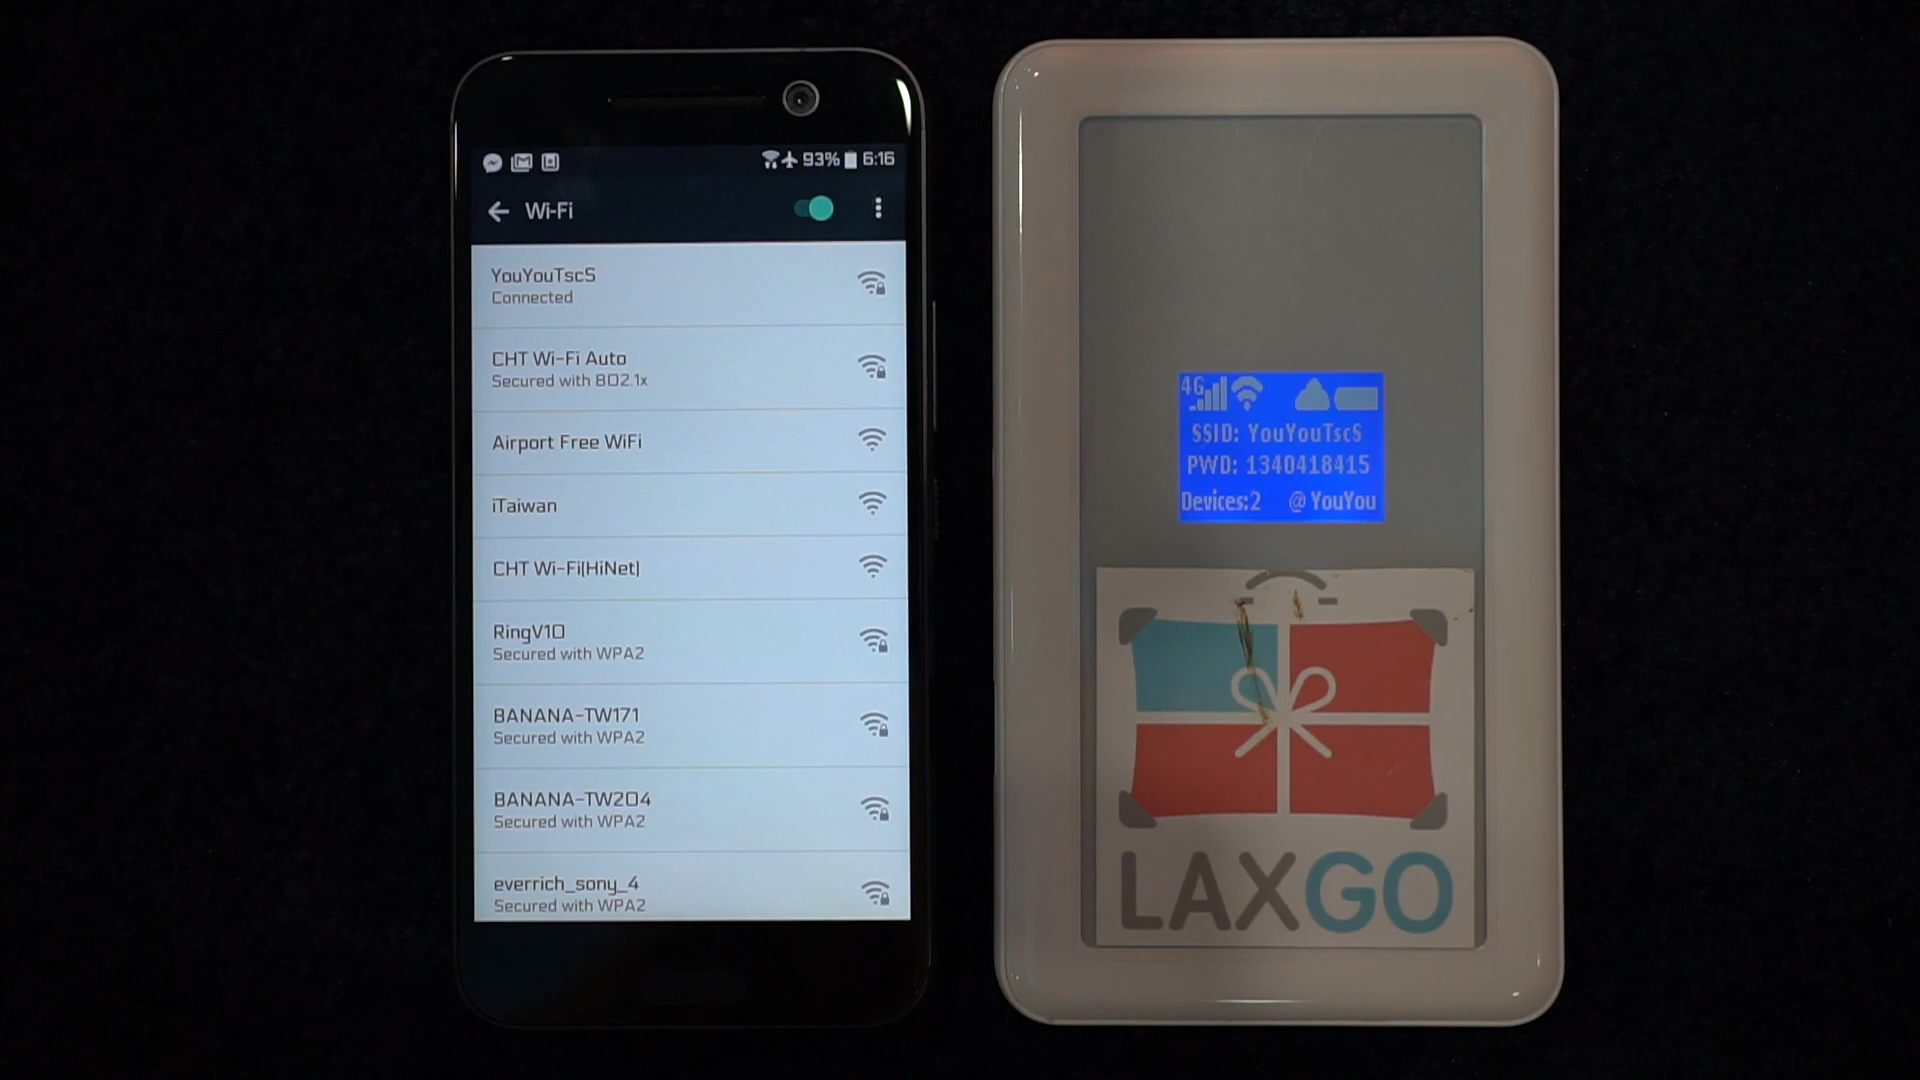 93% 6:16
Wi-Fi
YouYouTscS
Connected
CHT Wi-Fi Auto
Secured with 802.1x
Airport Free WiFi
iTaiwan
CHT Wi-Fi(HiNet)
RingV10
Secured with WPA2
BANANA-TW171
Secured with WPA2
BANANA-TW204
Secured with WPA2
everrich_sony_4
Secured with WPA2
4G
SSID: YouYouTscS
PWD: 1340418415
Devices:2 @YouYou
LAXGO